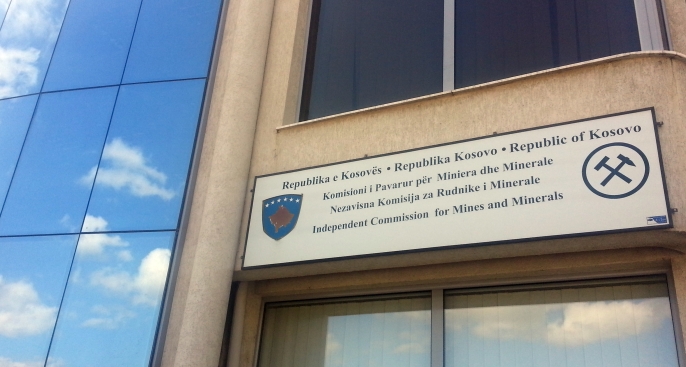 Republika e Kosovës • Republika Kosovo • Republic of Kosovo
Komisioni i Pavarur për Miniera dhe Minerale
Nezavisna Komisija za Rudnike i Minerale
Independent Commission for Mines and Minerals